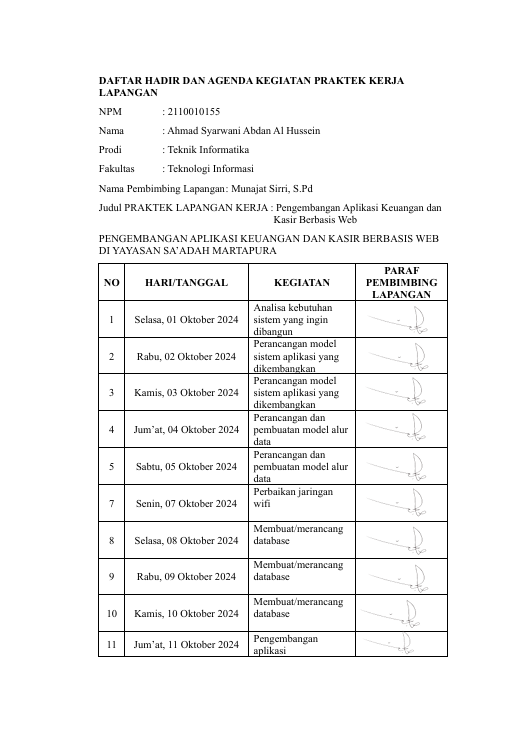 DAFTAR HADIR DAN AGENDA KEGIATAN PRAKTEK KERJA
LAPANGAN
NPM : 2110010155
Nama : Ahmad Syarwani Abdan Al Hussein
Prodi : Teknik Informatika
Fakultas : Teknologi Informasi
Nama Pembimbing Lapangan: Munajat Sirri, S.Pd
Judul PRAKTEK LAPANGAN KERJA : Pengembangan Aplikasi Keuangan dan
Kasir Berbasis Web
PENGEMBANGAN APLIKASI KEUANGAN DAN KASIR BERBASIS WEB
DI YAYASAN SA'ADAH MARTAPURA
NO HARI/TANGGAL KEGIATAN PARAF PEMBIMBING LAPANGAN
1 Selasa, 01 Oktober 2024 Analisa kebutuhan
sistem yang ingin
dibangun
2 Rabu, 02 Oktober 2024 Perancangan model
sistem aplikasi yang
dikembangkan
3 Kamis, 03 Oktober 2024 Perancangan model
sistem aplikasi yang
dikembangkan
4 Jum'at, 04 Oktober 2024 Perancangan dan
pembuatan model alur
data
5 Sabtu, 05 Oktober 2024 Perancangan dan
pembuatan model alur
data
7 Senin, 07 Oktober 2024 Perbaikan jaringan
wifi
8 Selasa, 08 Oktober 2024 Membuat/merancang
database
9 Rabu, 09 Oktober 2024 Membuat/merancang
database
10 Kamis, 10 Oktober 2024 Membuat/merancang
database
11 Jum'at, 11 Oktober 2024 Pengembangan
aplikasi